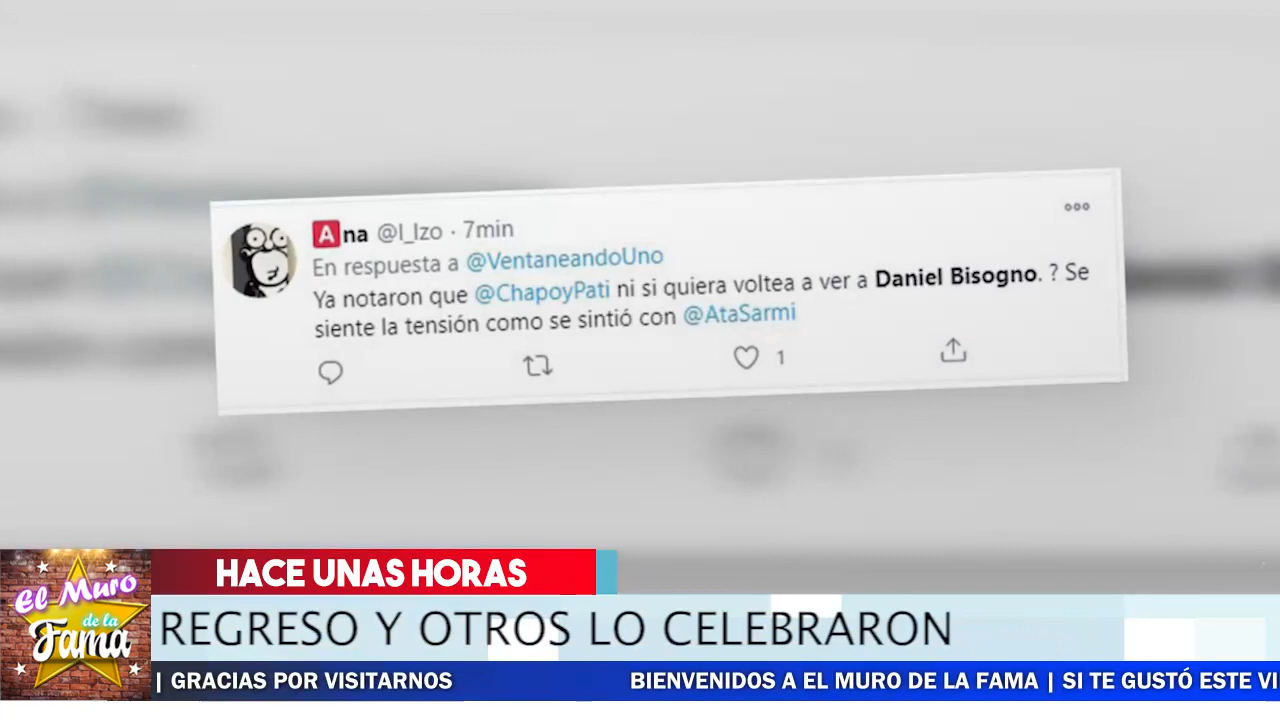 Ana @I_Izo · 7min
En respuesta a @VentaneandoUno
Ya notaron que @ChapoyPati ni si quiera voltea a ver a Daniel Bisogno. ? Se
siente la tensión como se sintió con @AtaSarmi
1
HACE UNAS HORAS
El Muro
de la
Fama
REGRESO Y OTROS LO CELEBRARON
| GRACIAS POR VISITARNOS BIENVENIDOS A EL MURO DE LA FAMA | SI TE GUSTÓ ESTE VI